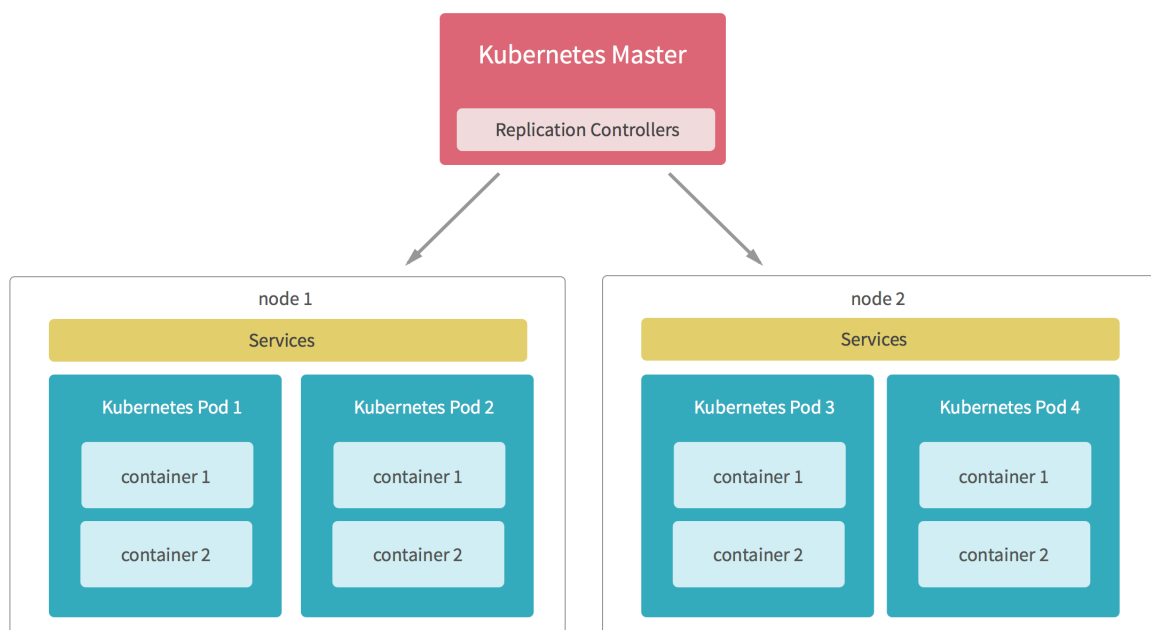 Kubernetes Master
Replication Controllers
node 1
Services
Kubernetes Pod 1
Kubernetes Pod 2
container 1
container 1
container 2
container 2
node 2
Services
Kubernetes Pod 3
Kubernetes Pod 4
container 1
container 1
container 2
container 2